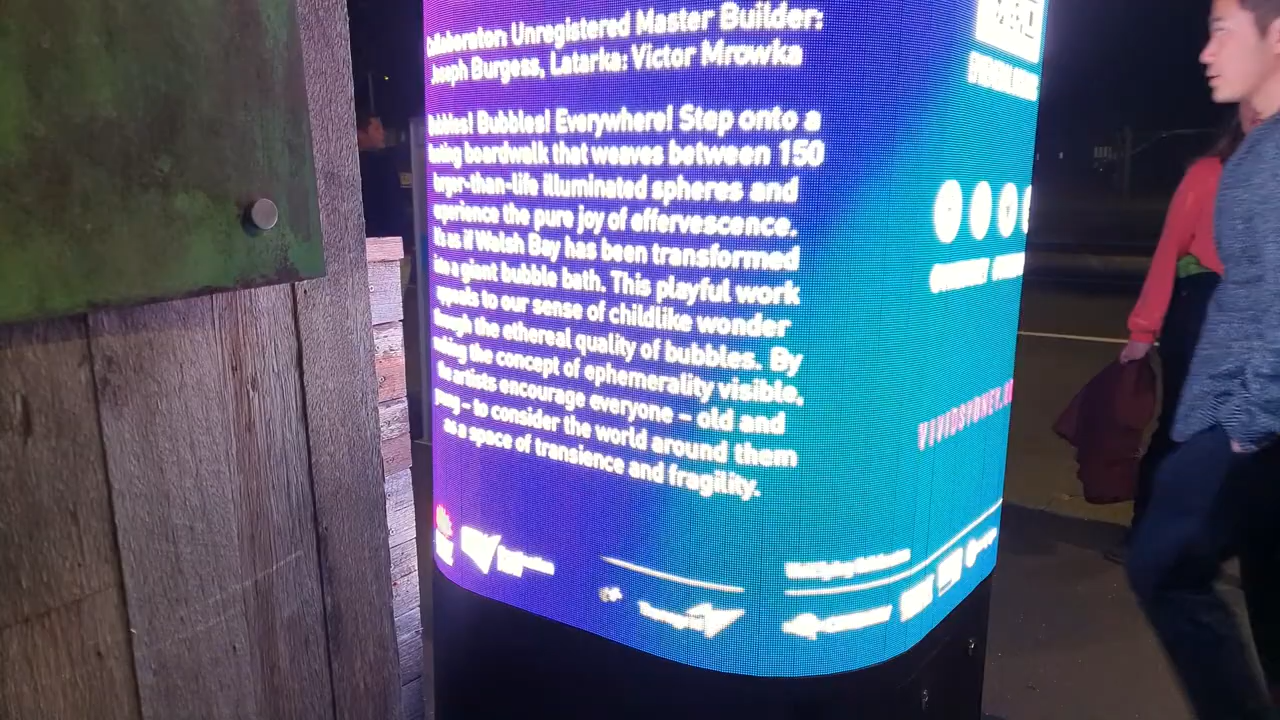 Collaborator: Unregistered Master Builder:
Joseph Burgess, Latarka: Victor Mrowka
Bubbles! Bubbles! Everywhere! Step onto a
boardwalk that weaves between 150
larger-than-life illuminated spheres and
experience the pure joy of effervescence.
It is as if Walsh Bay has been transformed
into a giant bubble bath. This playful work
appeals to our sense of childlike wonder
through the ethereal quality of bubbles. By
making the concept of ephemerality visible,
the artists encourage everyone – old and
young – to consider the world around them
as a space of transience and fragility.
VIVIDSYDNEY.